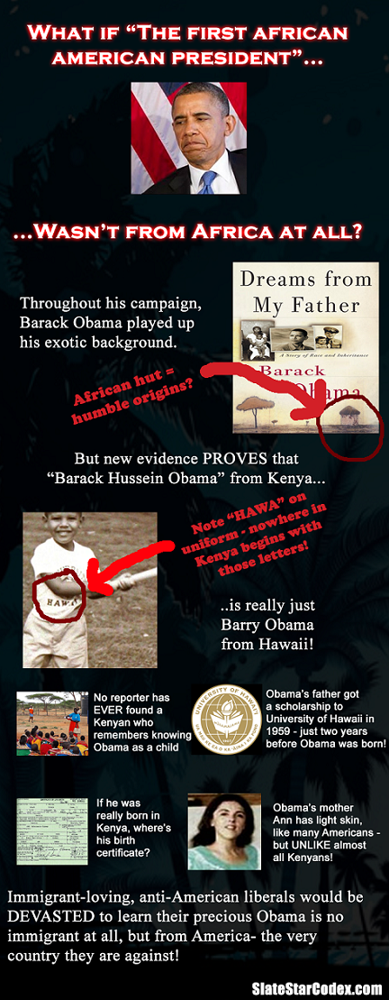 WHAT IF “THE FIRST AFRICAN
AMERICAN PRESIDENT”...
...WASN’T FROM AFRICA AT ALL?
Throughout his campaign,
Barack Obama played up
his exotic background.
Dreams from
My Father
A Story of Race and Inheritance
Barack
Obama
African hut =
humble origins?
But new evidence PROVES that
“Barack Hussein Obama” from Kenya...
Note “HAWA” on
uniform - nowhere in
Kenya begins with
those letters!
HAWA
..is really just
Barry Obama
from Hawaii!
No reporter has
EVER found a
Kenyan who
remembers knowing
Obama as a child
UNIVERSITY OF HAWAI‘I
Obama’s father got
a scholarship to
University of Hawaii in
1959 - just two years
before Obama was born!
If he was
really born in
Kenya, where’s
his birth
certificate?
Obama’s mother
Ann has light skin,
like many Americans -
but UNLIKE almost
all Kenyans!
Immigrant-loving, anti-American liberals would be
DEVASTED to learn their precious Obama is no
immigrant at all, but from America- the very
country they are against!
SlateStarCodex.com